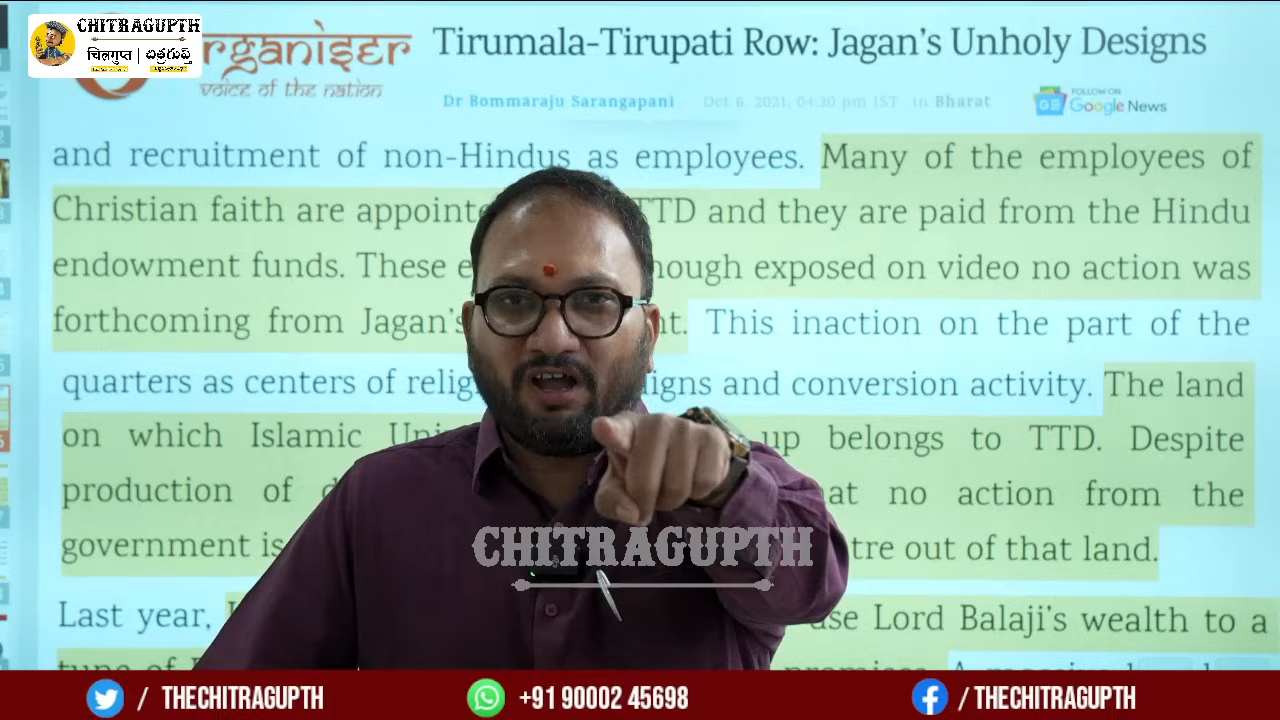 CHITRAGUPTH
चित्रगुप्त | చిత్రగుప్త్
rganiser
voice of the nation
Tirumala-Tirupati Row: Jagan's Unholy Designs
Dr Bommaraju Sarangapani Oct 6, 2021, 04:30 pm IST in Bharat
FOLLOW ON
Google News
and recruitment of non-Hindus as employees. Many of the employees of
Christian faith are appointe TTD and they are paid from the Hindu
endowment funds. These e hough exposed on video no action was
forthcoming from Jagan's t. This inaction on the part of the
quarters as centers of relig igns and conversion activity. The land
on which Islamic Uni up belongs to TTD. Despite
production of d at no action from the
government is tre out of that land.
Last year, use Lord Balaji's wealth to a
CHITRAGUPTH
/ THECHITRAGUPTH +91 90002 45698 / THECHITRAGUPTH